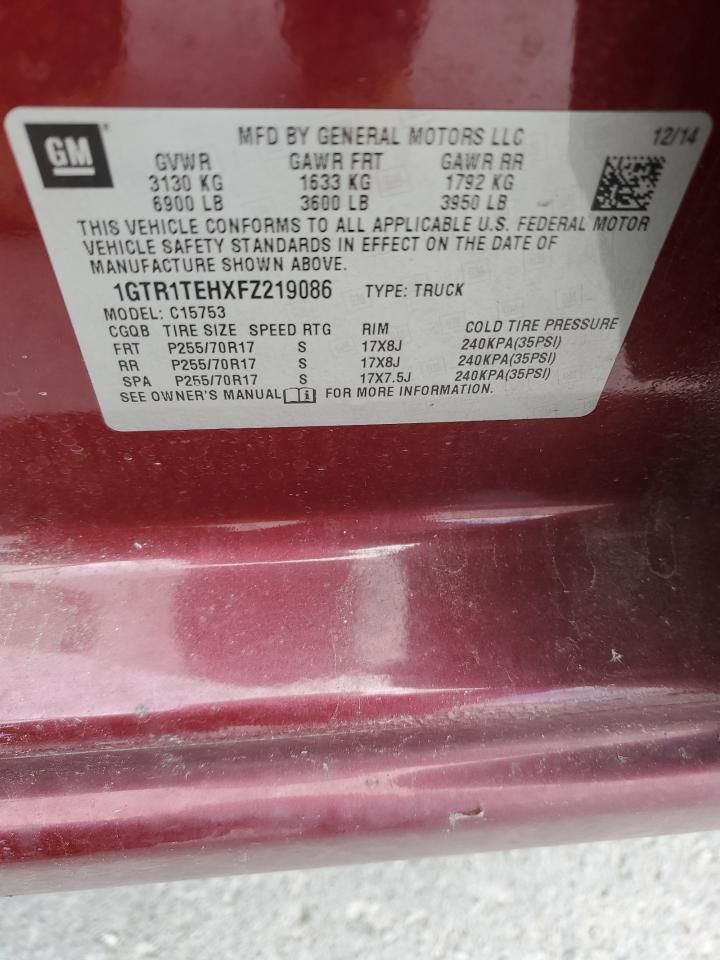 GM
MFD BY GENERAL MOTORS LLC 12/14
GVWR GAWR FRT GAWR RR
3130 KG 1633 KG 1792 KG
6900 LB 3600 LB 3950 LB
THIS VEHICLE CONFORMS TO ALL APPLICABLE U.S. FEDERAL MOTOR
VEHICLE SAFETY STANDARDS IN EFFECT ON THE DATE OF
MANUFACTURE SHOWN ABOVE.
1GTR1TEHXFZ219086 TYPE: TRUCK
MODEL: C15753
CGQB TIRE SIZE SPEED RTG RIM COLD TIRE PRESSURE
FRT P255/70R17 S 17X8J 240KPA(35PSI)
RR P255/70R17 S 17X8J 240KPA(35PSI)
SPA P255/70R17 S 17X7.5J 240KPA(35PSI)
SEE OWNER'S MANUAL i FOR MORE INFORMATION.